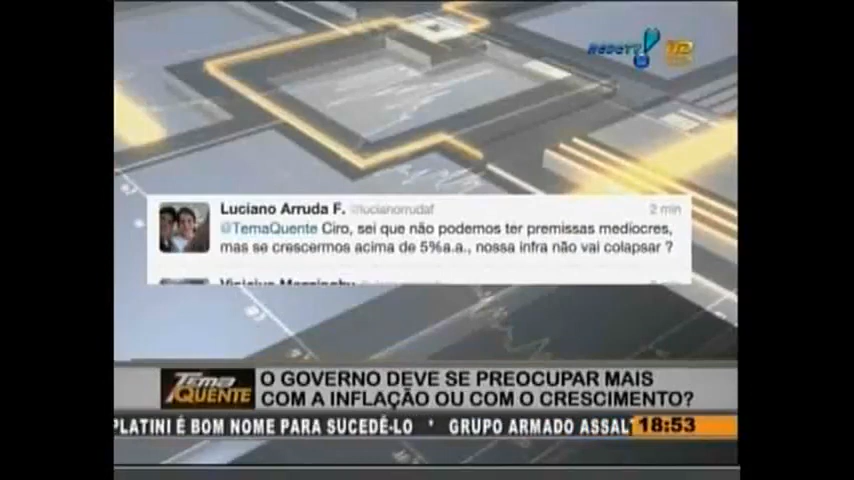 REDETV!
Luciano Arruda F. @lucianorrudaf 2 min
@TemaQuente Ciro, sei que não podemos ter premissas mediocres,
mas se crescermos acima de 5%a.a., nossa infra não vai colapsar ?
TEMA QUENTE
O GOVERNO DEVE SE PREOCUPAR MAIS
COM A INFLAÇÃO OU COM O CRESCIMENTO?
PLATINI É BOM NOME PARA SUCEDÊ-LO * GRUPO ARMADO ASSAL 18:53